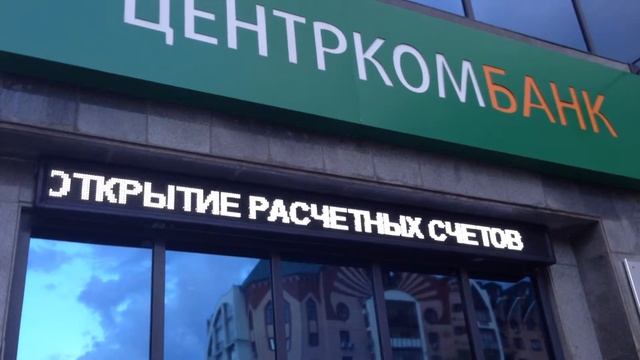 ЦЕНТРКОМБАНК
ОТКРЫТИЕ РАСЧЕТНЫХ СЧЕТОВ